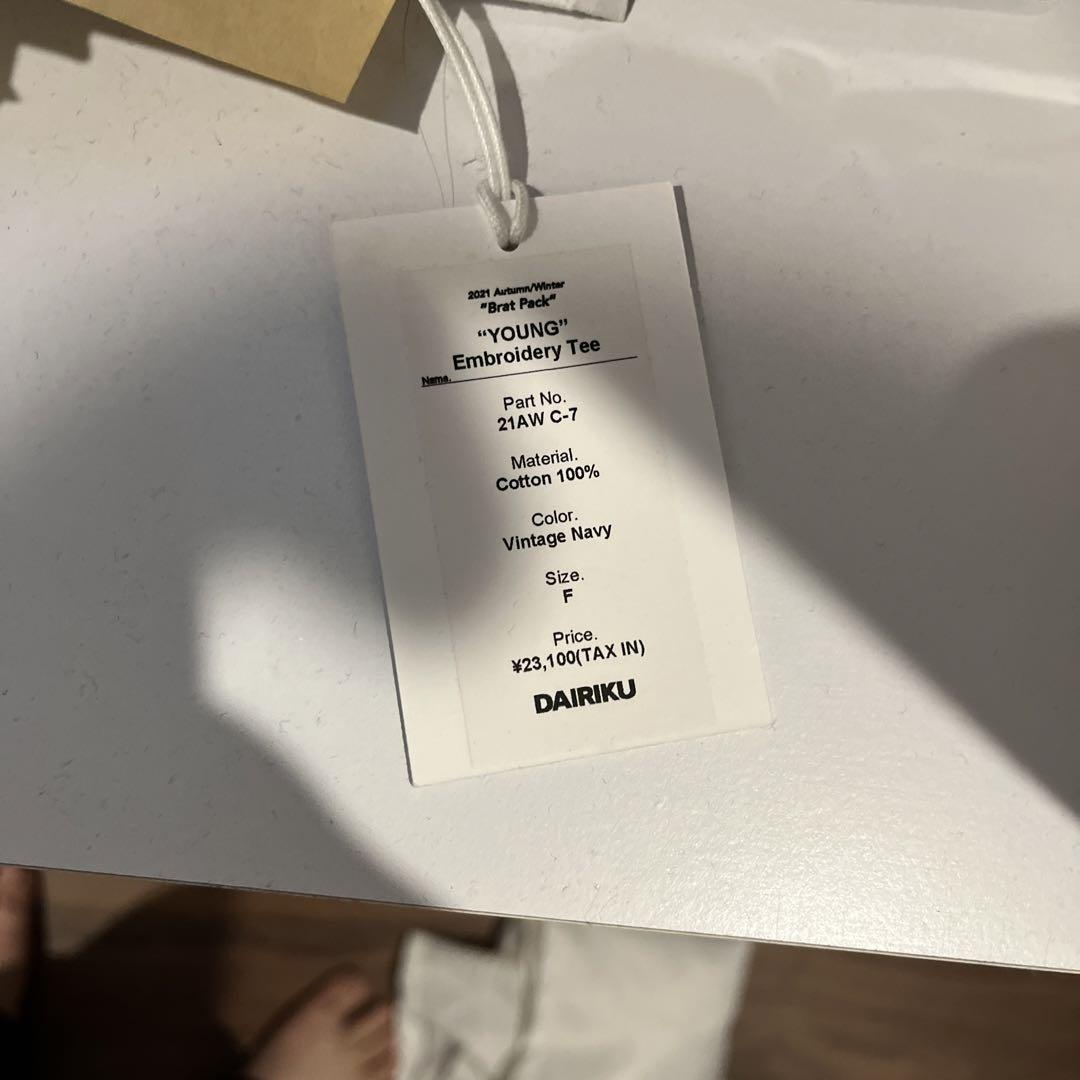 2021 Autumn/Winter
"Brat Pack"
“YOUNG”
Embroidery Tee
Name.
Part No.
21AW C-7
Material.
Cotton 100%
Color.
Vintage Navy
Size.
F
Price.
¥23,100(TAX IN)
DAIRIKU